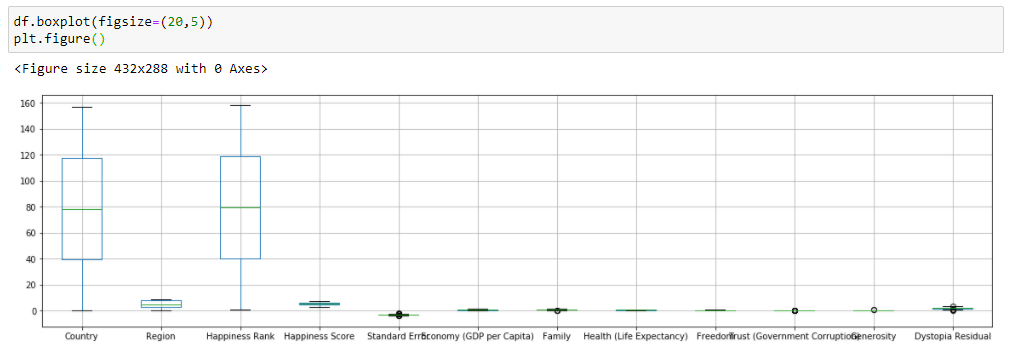 df.boxplot(figsize=(20,5))
plt.figure()
<Figure size 432x288 with 0 Axes>
160
140
120
100
80
60
40
20
0
Country Region Happiness Rank Happiness Score Standard Error Economy (GDP per Capita) Family Health (Life Expectancy) Freedom Trust (Government Corruption) Generosity Dystopia Residual